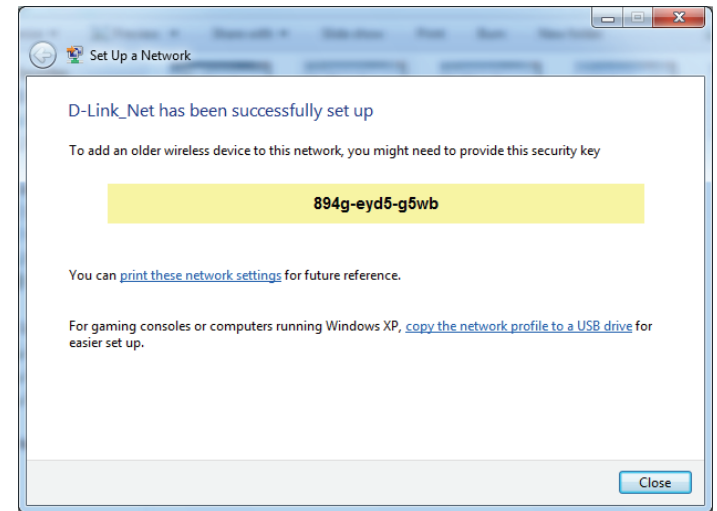 Set Up a Network
D-Link_Net has been successfully set up
To add an older wireless device to this network, you might need to provide this security key
894g-eyd5-g5wb
You can print these network settings for future reference.
For gaming consoles or computers running Windows XP, copy the network profile to a USB drive for
easier set up.
Close